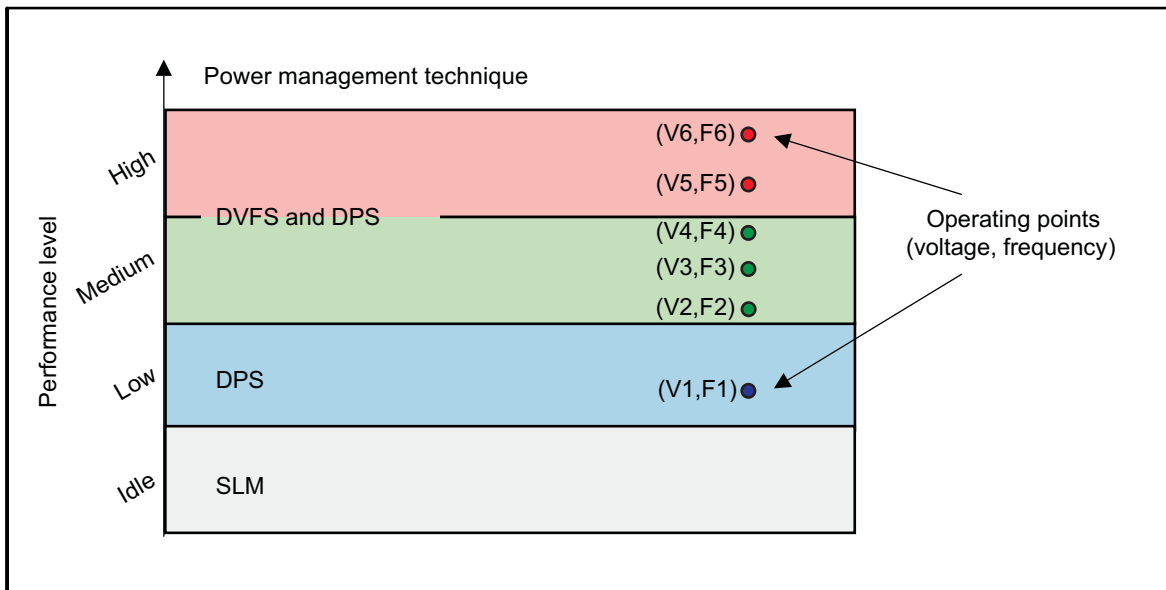 Power management technique
High
(V6,F6)
(V5,F5)
DVFS and DPS
Operating points
(voltage, frequency)
(V4,F4)
Medium
(V3,F3)
(V2,F2)
Performance level
Low
DPS
(V1,F1)
Idle
SLM